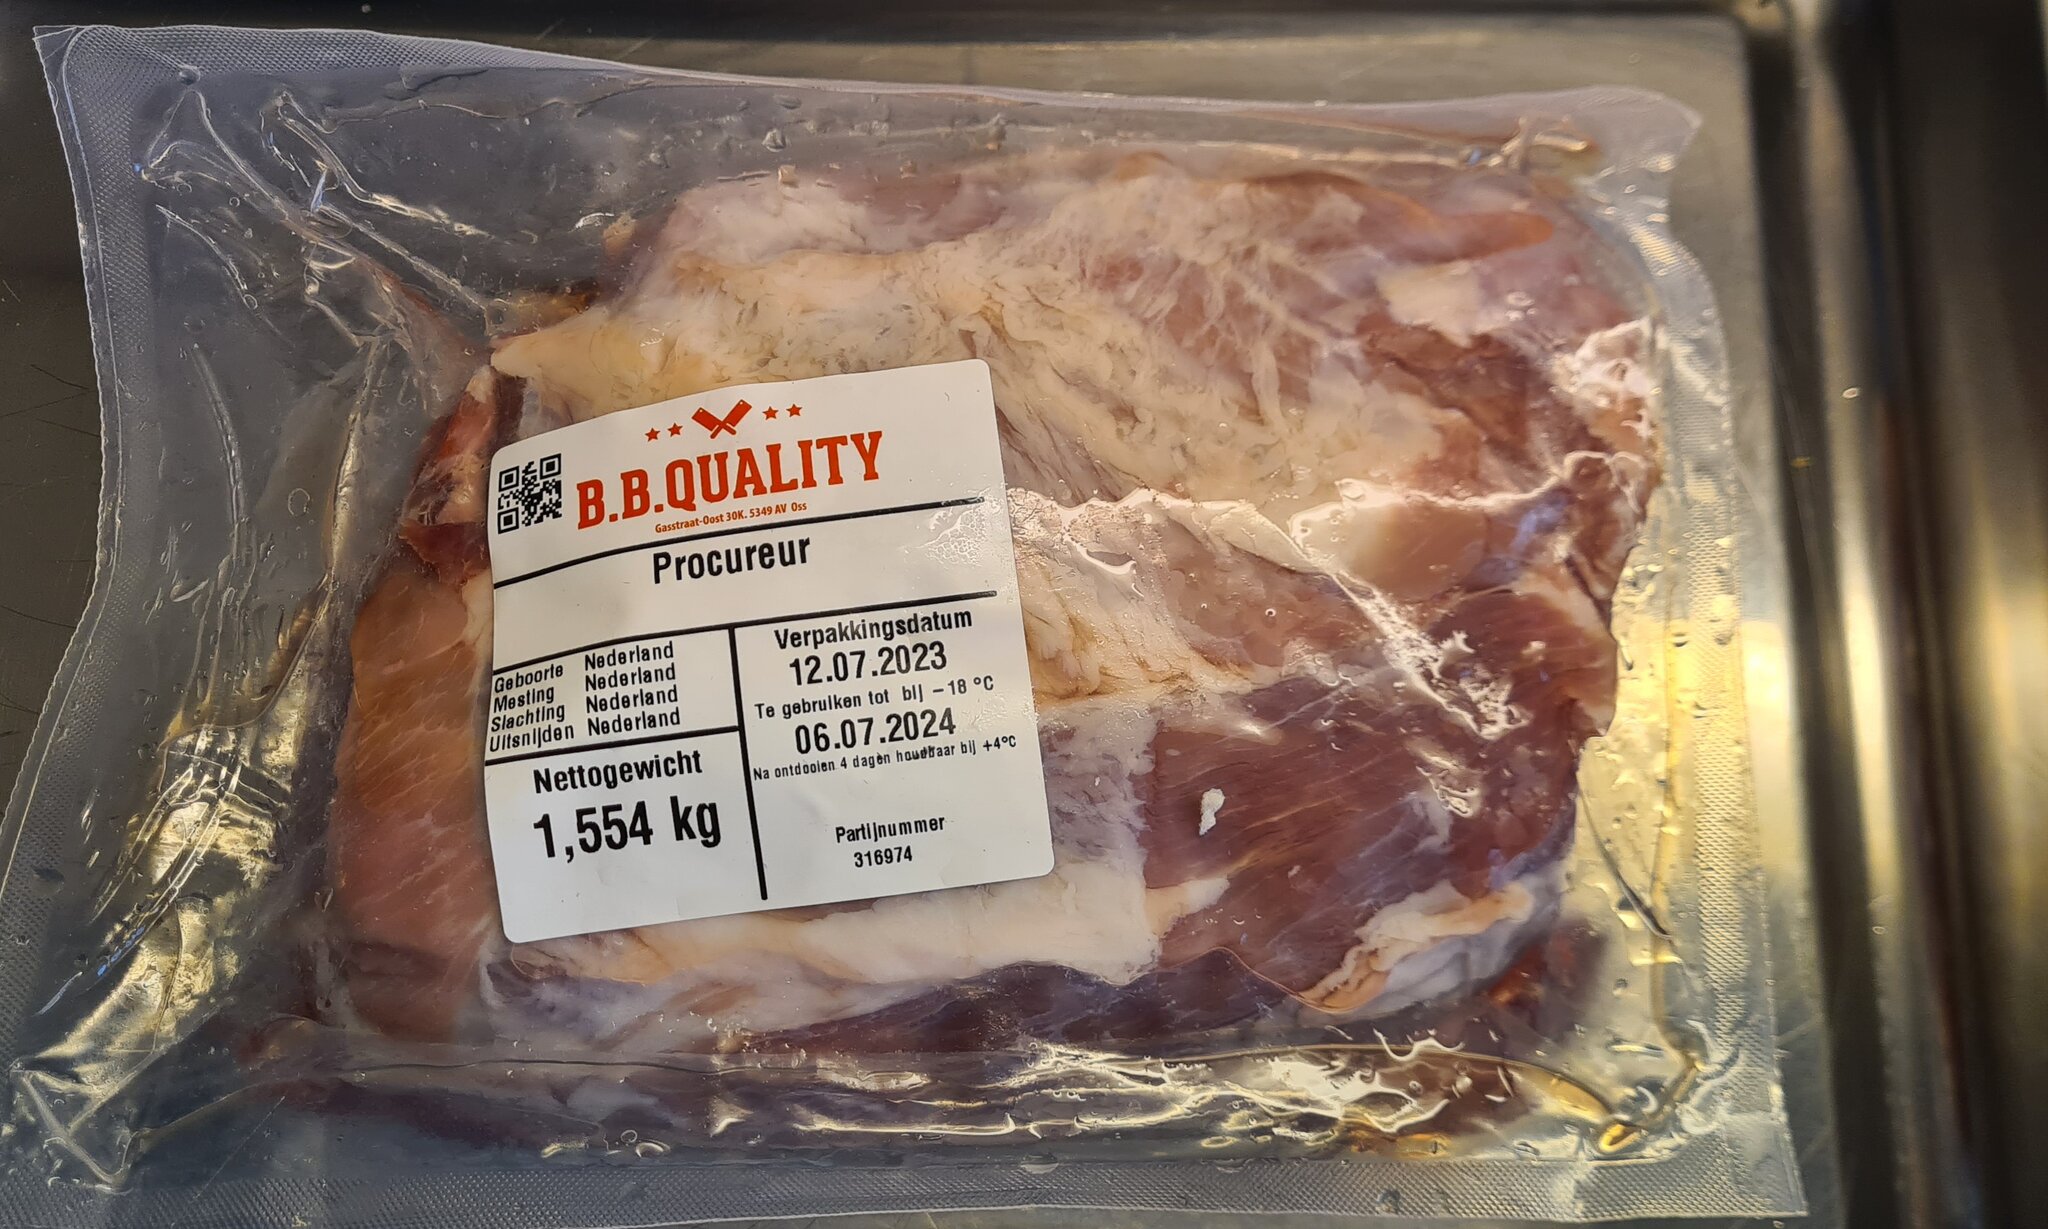 B.B.QUALITY
Gasstraat-Oost 30K. 5349 AV Oss
Procureur
Geboorte Nederland
Mesting Nederland
Slachting Nederland
Uitsnijden Nederland
Nettogewicht
1,554 kg
Verpakkingsdatum
12.07.2023
Te gebruiken tot bij -18 °C
06.07.2024
Na ontdooien 4 dagen houdbaar bij +4°C
Partijnummer
316974